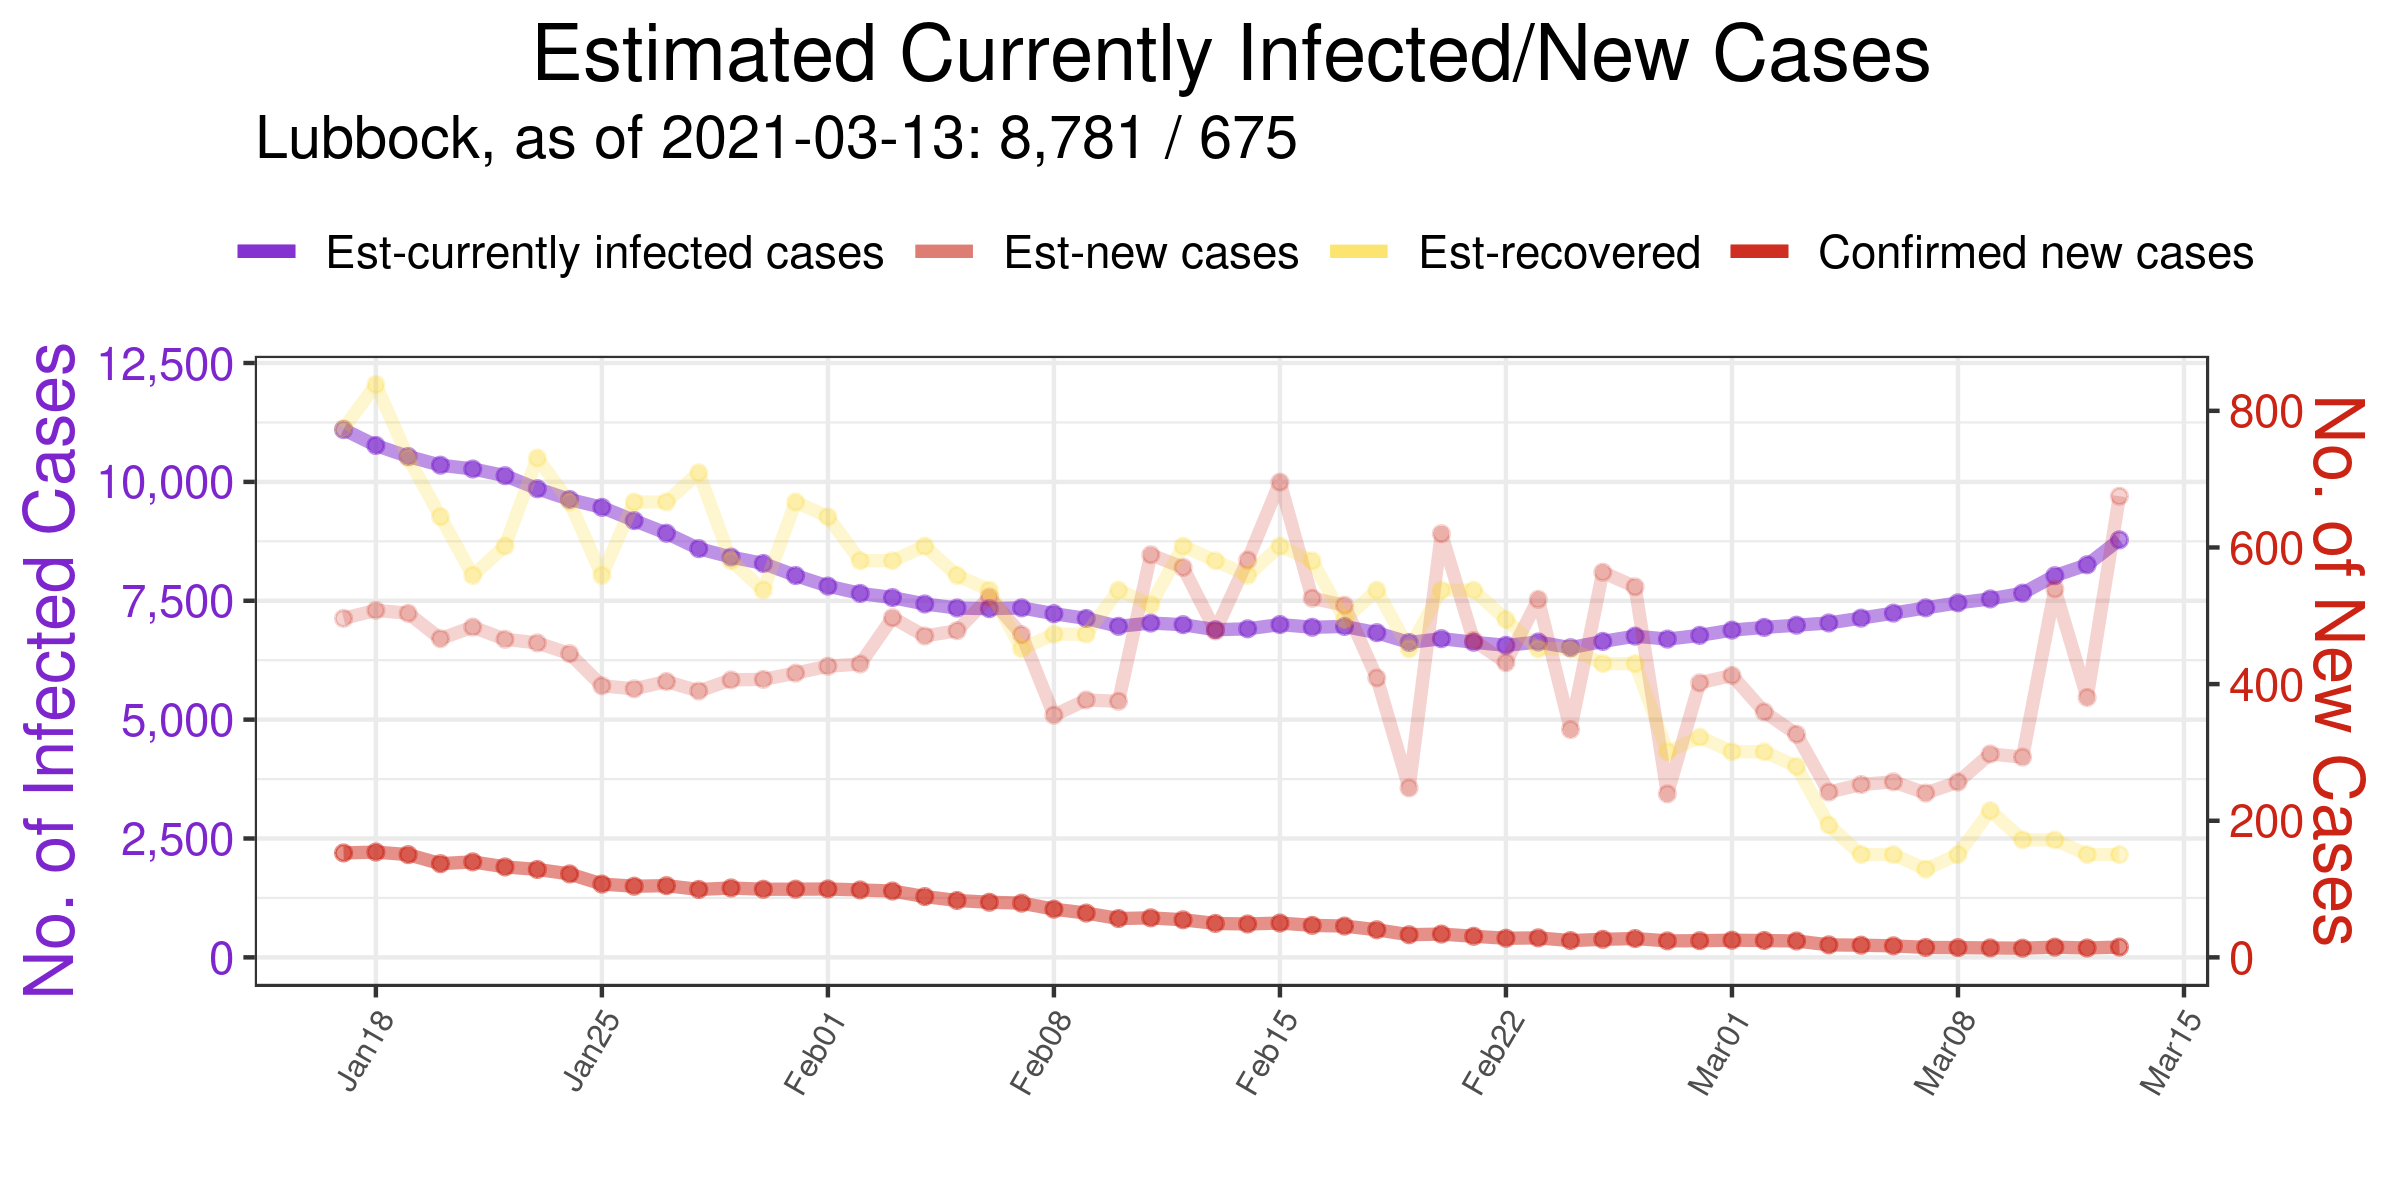 Estimated Currently Infected/New Cases
Lubbock, as of 2021-03-13: 8,781 / 675
Est-currently infected cases Est-new cases Est-recovered Confirmed new cases
No. of Infected Cases
12,500
10,000
7,500
5,000
2,500
0
800
600
400
200
0
No. of New Cases
Jan18 Jan25 Feb01 Feb08 Feb15 Feb22 Mar01 Mar08 Mar15